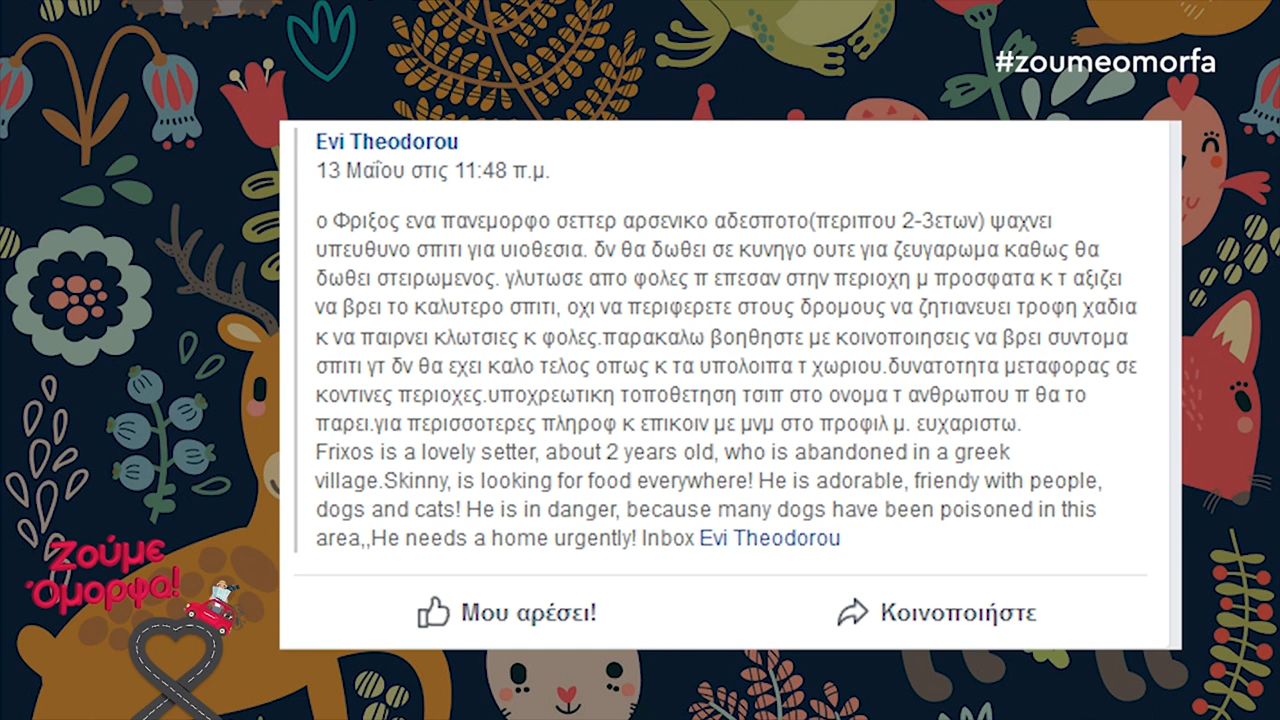 #zoumeomorfa
Evi Theodorou
13 Μαΐου στις 11:48 π.μ.
ο Φριξος ενα πανεμορφο σεττερ αρσενικο αδεσποτο(περιπου 2-3ετων) ψαχνει
υπευθυνο σπιτι για υιοθεσια. δν θα δωθει σε κυνηγο ουτε για ζευγαρωμα καθως θα
δωθει στειρωμενος. γλυτωσε απο φολες π επεσαν στην περιοχη μ προσφατα κ τ αξιζει
να βρει το καλυτερο σπιτι, οχι να περιφερετε στους δρομους να ζητιανευει τροφη χαδια
κ να παιρνει κλωτσιες κ φολες.παρακαλω βοηθηστε με κοινοποιησεις να βρει συντομα
σπιτι γτ δν θα εχει καλο τελος οπως κ τα υπολοιπα τ χωριου.δυνατοτητα μεταφορας σε
κοντινες περιοχες.υποχρεωτικη τοποθετηση τσιπ στο ονομα τ ανθρωπου π θα το
παρει.για περισσοτερες πληροφ κ επικοιν με μνμ στο προφιλ μ. ευχαριστω.
Frixos is a lovely setter, about 2 years old, who is abandoned in a greek
village.Skinny, is looking for food everywhere! He is adorable, friendly with people,
dogs and cats! He is in danger, because many dogs have been poisoned in this
area,,He needs a home urgently! Inbox Evi Theodorou
Μου αρέσει!
Κοινοποιήστε
Ζούμε
Όμορφα!